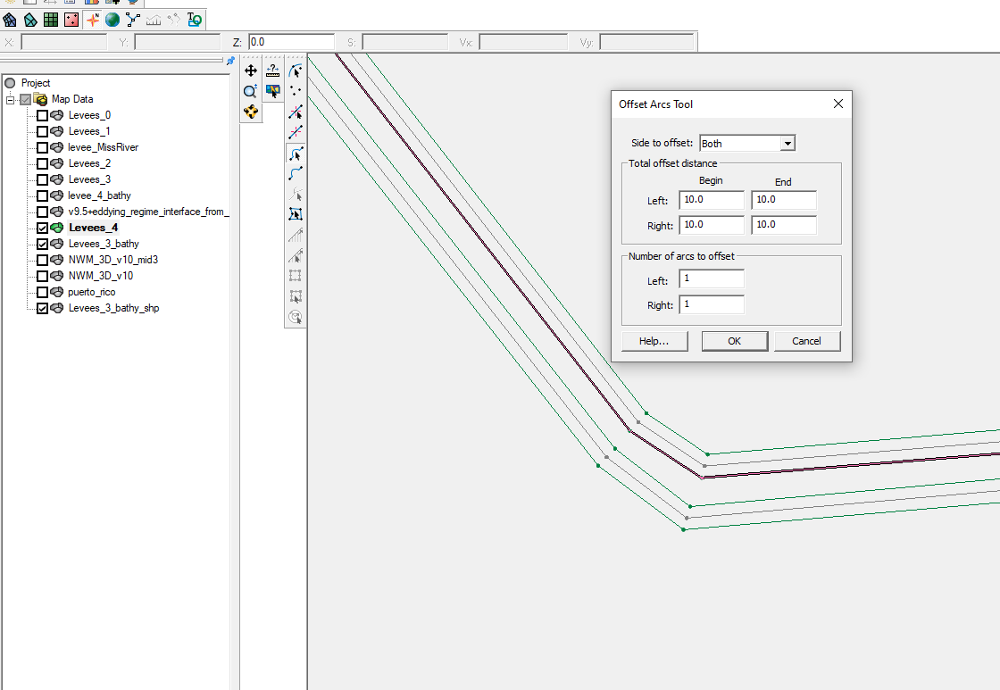 X:
Y:
Z: 0.0
S:
Vx:
Vy:
Project
Map Data
Levees_0
Levees_1
levee_MissRiver
Levees_2
Levees_3
levee_4_bathy
v9.5+eddying_regime_interface_from_
Levees_4
Levees_3_bathy
NWM_3D_v10_mid3
NWM_3D_v10
puerto_rico
Levees_3_bathy_shp
Offset Arcs Tool
Side to offset: Both
Total offset distance
Begin End
Left: 10.0 10.0
Right: 10.0 10.0
Number of arcs to offset
Left: 1
Right: 1
Help... OK Cancel